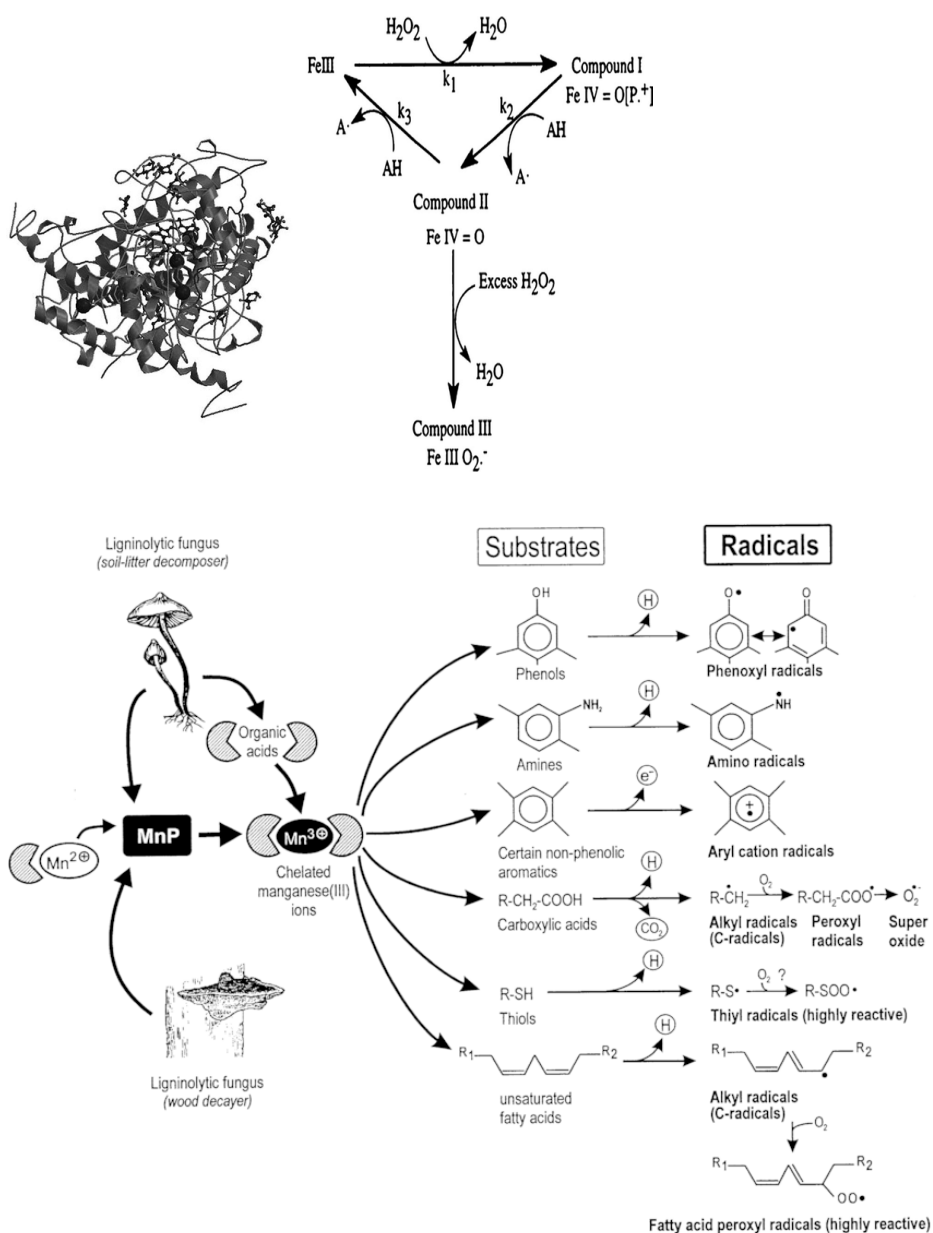 H₂O₂ H₂O
FeIII
k₁
Compound I
Fe IV = O[P.⁺]
k₃
k₂
A·
AH
AH
A·
Compound II
Fe IV = O
Excess H₂O₂
H₂O
Compound III
Fe III O₂.⁻
Ligninolytic fungus
(soil-litter decomposer)
Organic
acids
Mn²⊕
MnP
Mn³⊕
Chelated
manganese(III)
ions
Ligninolytic fungus
(wood decayer)
Substrates
Radicals
OH
H
O•
O
Phenols
Phenoxyl radicals
NH₂
H
NH
Amines
Amino radicals
e⁻
+
Certain non-phenolic
aromatics
Aryl cation radicals
H
R-CH₂-COOH
CO₂
R-CH₂
O₂
R-CH₂-COO•
O₂•⁻
Carboxylic acids
Alkyl radicals
(C-radicals)
Peroxyl
radicals
Super
oxide
H
R-SH
R-S•
O₂ ?
R-SOO•
Thiols
Thiyl radicals (highly reactive)
R₁ R₂
H
R₁ R₂
unsaturated
fatty acids
Alkyl radicals
(C-radicals)
O₂
R₁ R₂
OO•
Fatty acid peroxyl radicals (highly reactive)